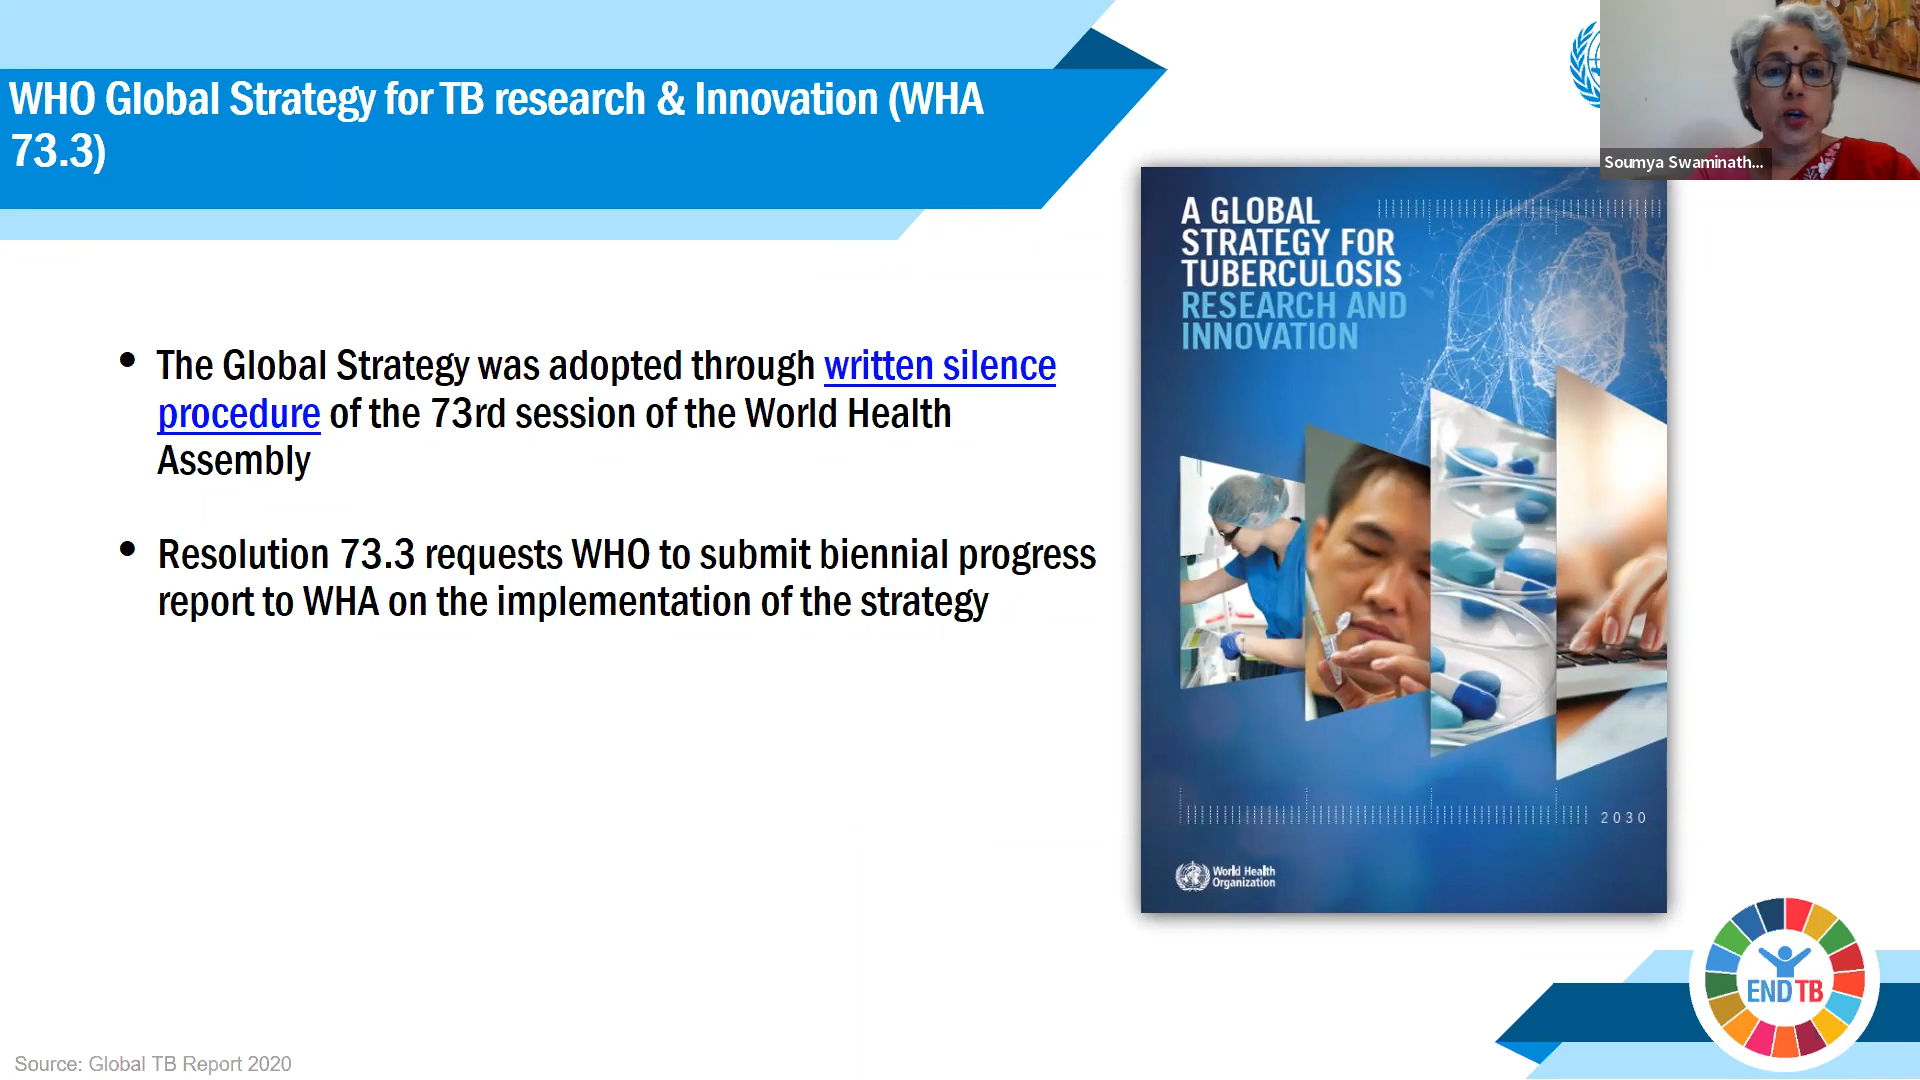 WHO Global Strategy for TB research & Innovation (WHA
73.3)
Soumya Swaminath...
• The Global Strategy was adopted through written silence
procedure of the 73rd session of the World Health
Assembly
• Resolution 73.3 requests WHO to submit biennial progress
report to WHA on the implementation of the strategy
A GLOBAL
STRATEGY FOR
TUBERCULOSIS
RESEARCH AND
INNOVATION
2030
World Health
Organization
END TB
Source: Global TB Report 2020